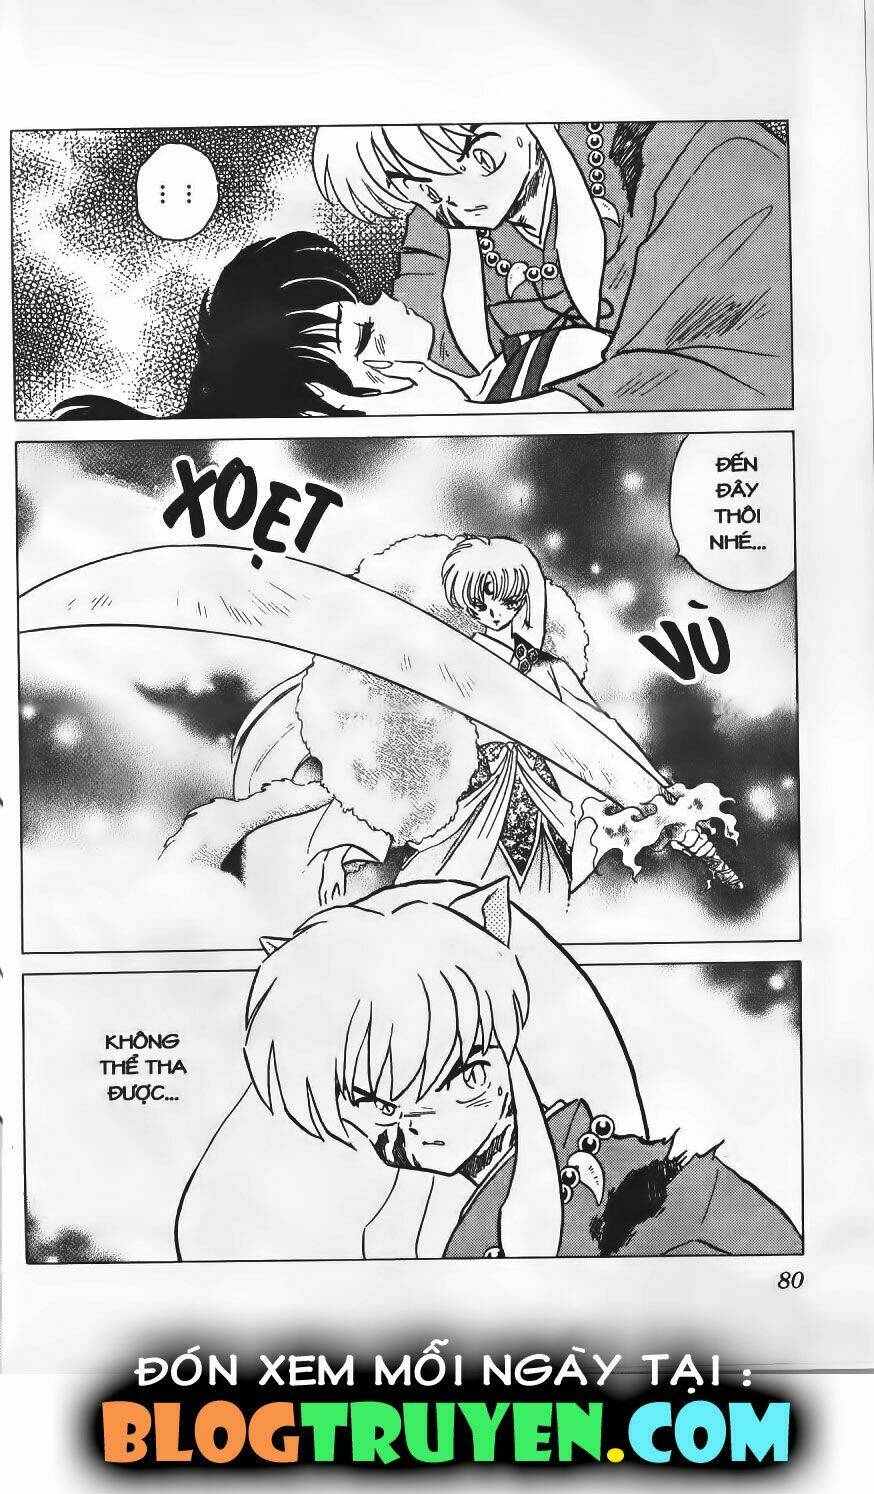 ……
ĐẾN
ĐÂY
THÔI
NHÉ...
XOẸT
VÙ
KHÔNG
THỂ THA
ĐƯỢC...
80
ĐÓN XEM MỖI NGÀY TẠI :
BLOGTRUYEN.COM